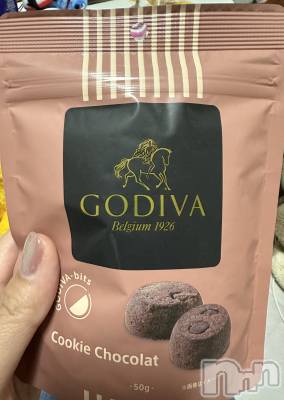 GODIVA
Belgium 1926
GODIVA-bits
Cookie Chocolat
50g